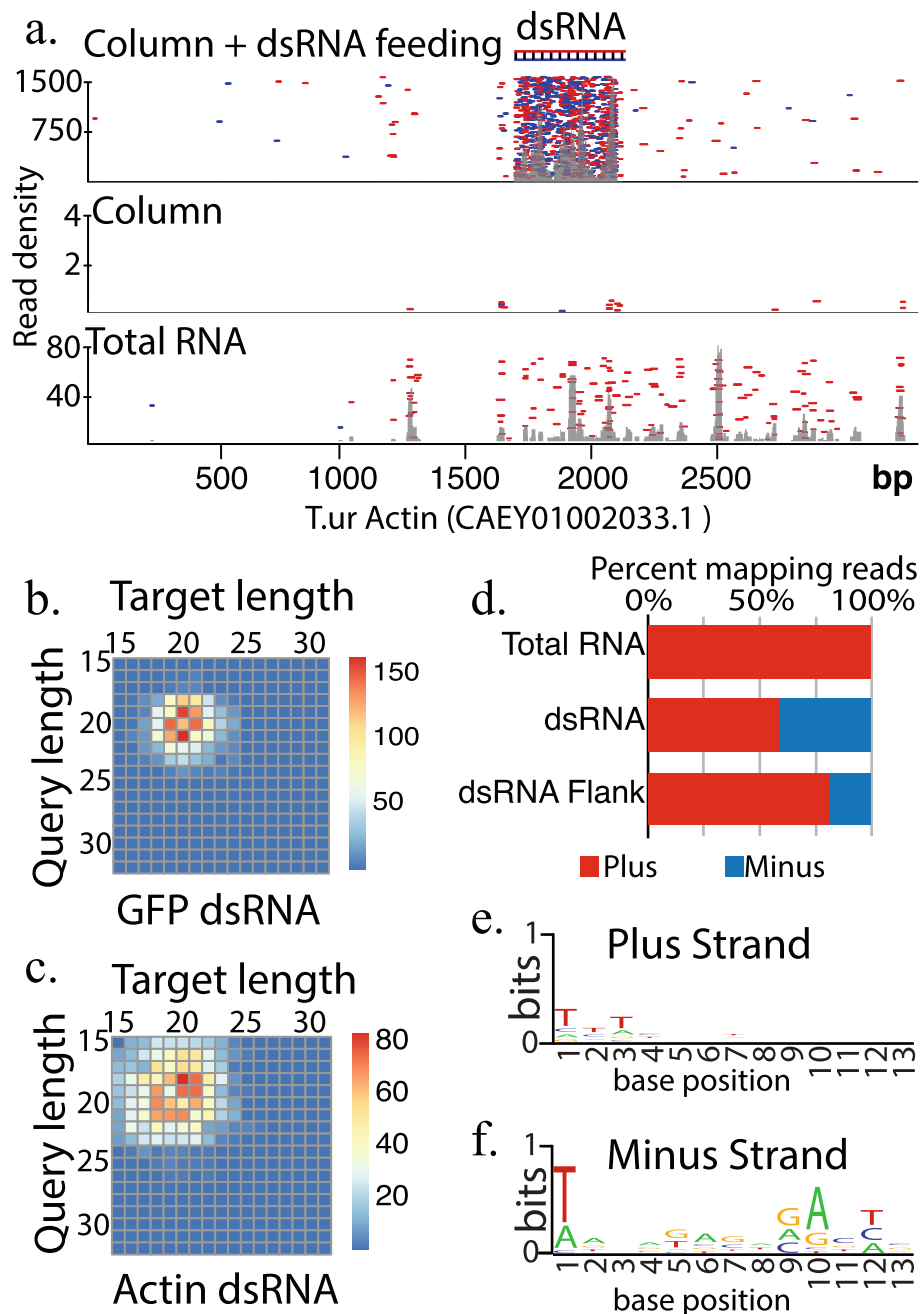 a.
Column + dsRNA feeding
dsRNA
1500
750
Column
4
2
Read density
Total RNA
80
40
500 1000 1500 2000 2500 bp
T.ur Actin (CAEY01002033.1 )
b.
Target length
15 20 25 30
Query length
15
20
25
30
150
100
50
GFP dsRNA
c.
Target length
15 20 25 30
Query length
15
20
25
30
80
60
40
20
Actin dsRNA
d.
Percent mapping reads
0% 50% 100%
Total RNA
dsRNA
dsRNA Flank
Plus Minus
e.
Plus Strand
1
bits
0
1 2 3 4 5 6 7 8 9 10 11 12 13
base position
f.
Minus Strand
1
bits
0
1 2 3 4 5 6 7 8 9 10 11 12 13
base position